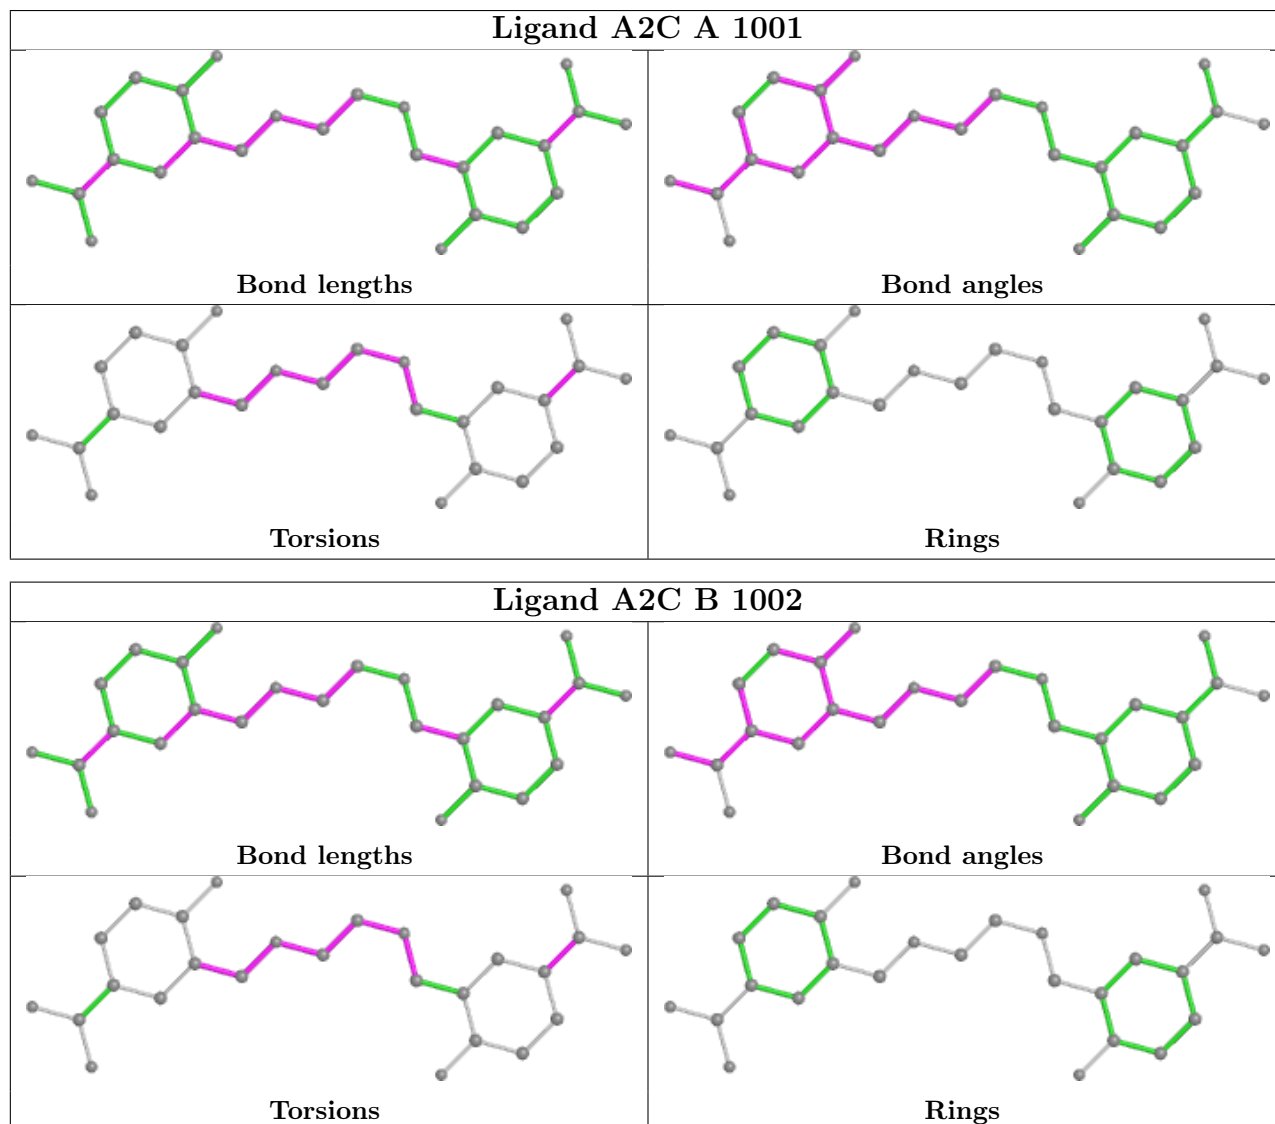 Ligand A2C A 1001
Bond lengths
Bond angles
Torsions
Rings
Ligand A2C B 1002
Bond lengths
Bond angles
Torsions
Rings